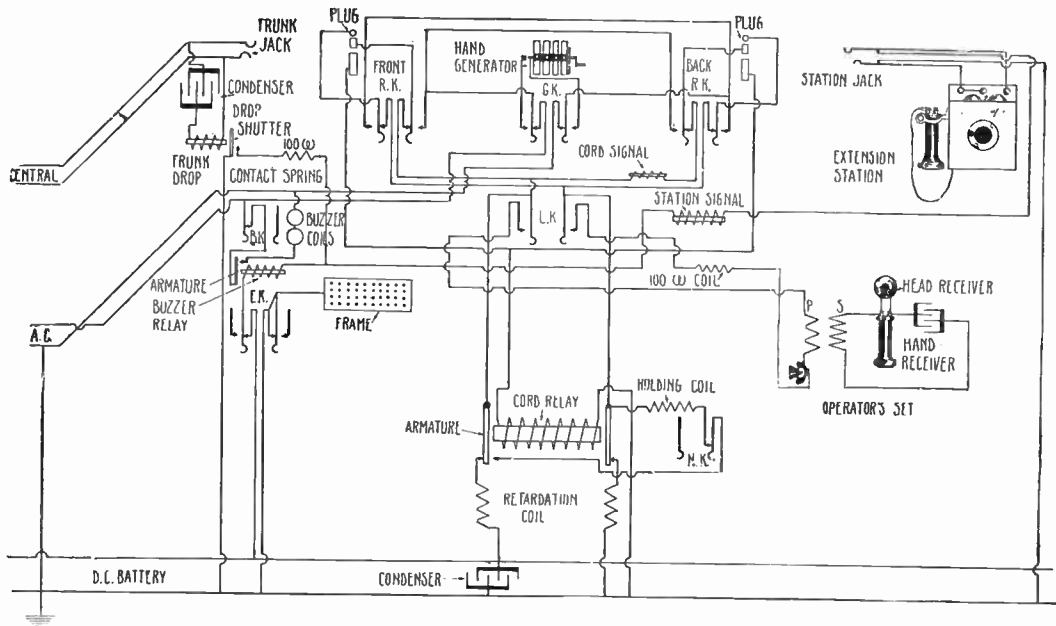 TRUNK
JACK
PLUG
HAND
GENERATOR
PLUG
FRONT
R.K.
G.K.
BACK
R.K.
STATION JACK
CONDENSER
DROP
SHUTTER
TRUNK
DROP
100 ω
CONTACT SPRING
CENTRAL
CORD SIGNAL
STATION SIGNAL
EXTENSION
STATION
B.K.
BUZZER
COILS
L.K.
ARMATURE
BUZZER
RELAY
E.K.
FRAME
100 ω COIL
P
S
HEAD RECEIVER
HAND
RECEIVER
A.G.
OPERATOR'S SET
CORD RELAY
HOLDING COIL
ARMATURE
N.K.
RETARDATION
COIL
D.C. BATTERY
CONDENSER